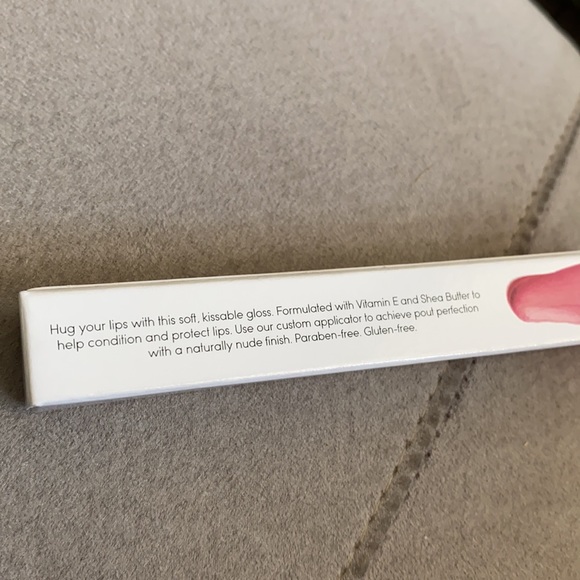 Hug your lips with this soft, kissable gloss. Formulated with Vitamin E and Shea Butter to
help condition and protect lips. Use our custom applicator to achieve pout perfection
with a naturally nude finish. Paraben-free. Gluten-free.